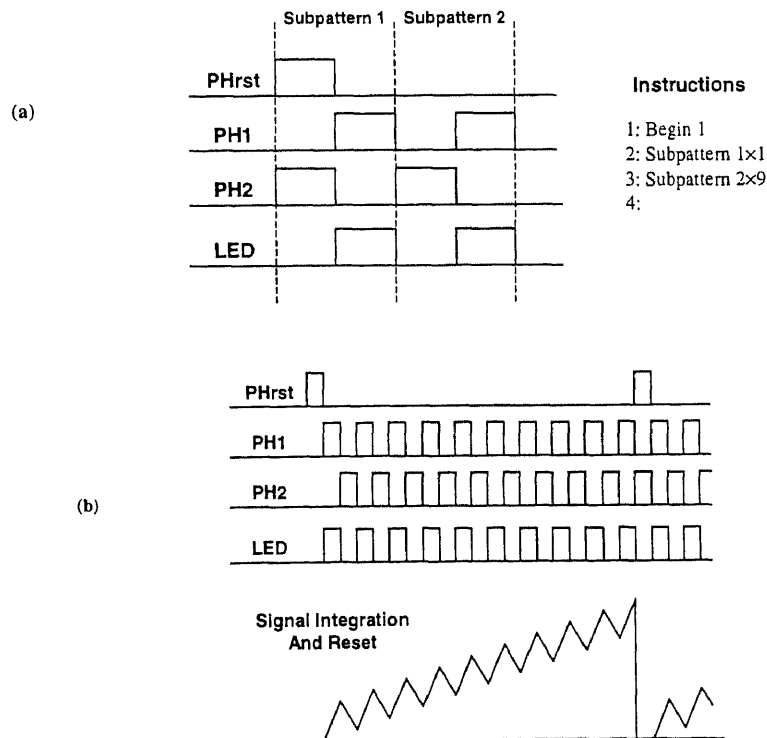 Subpattern 1 Subpattern 2
PHrst
(a)
PH1
PH2
LED
Instructions
1: Begin 1
2: Subpattern 1×1
3: Subpattern 2×9
4:
PHrst
PH1
PH2
(b)
LED
Signal Integration
And Reset